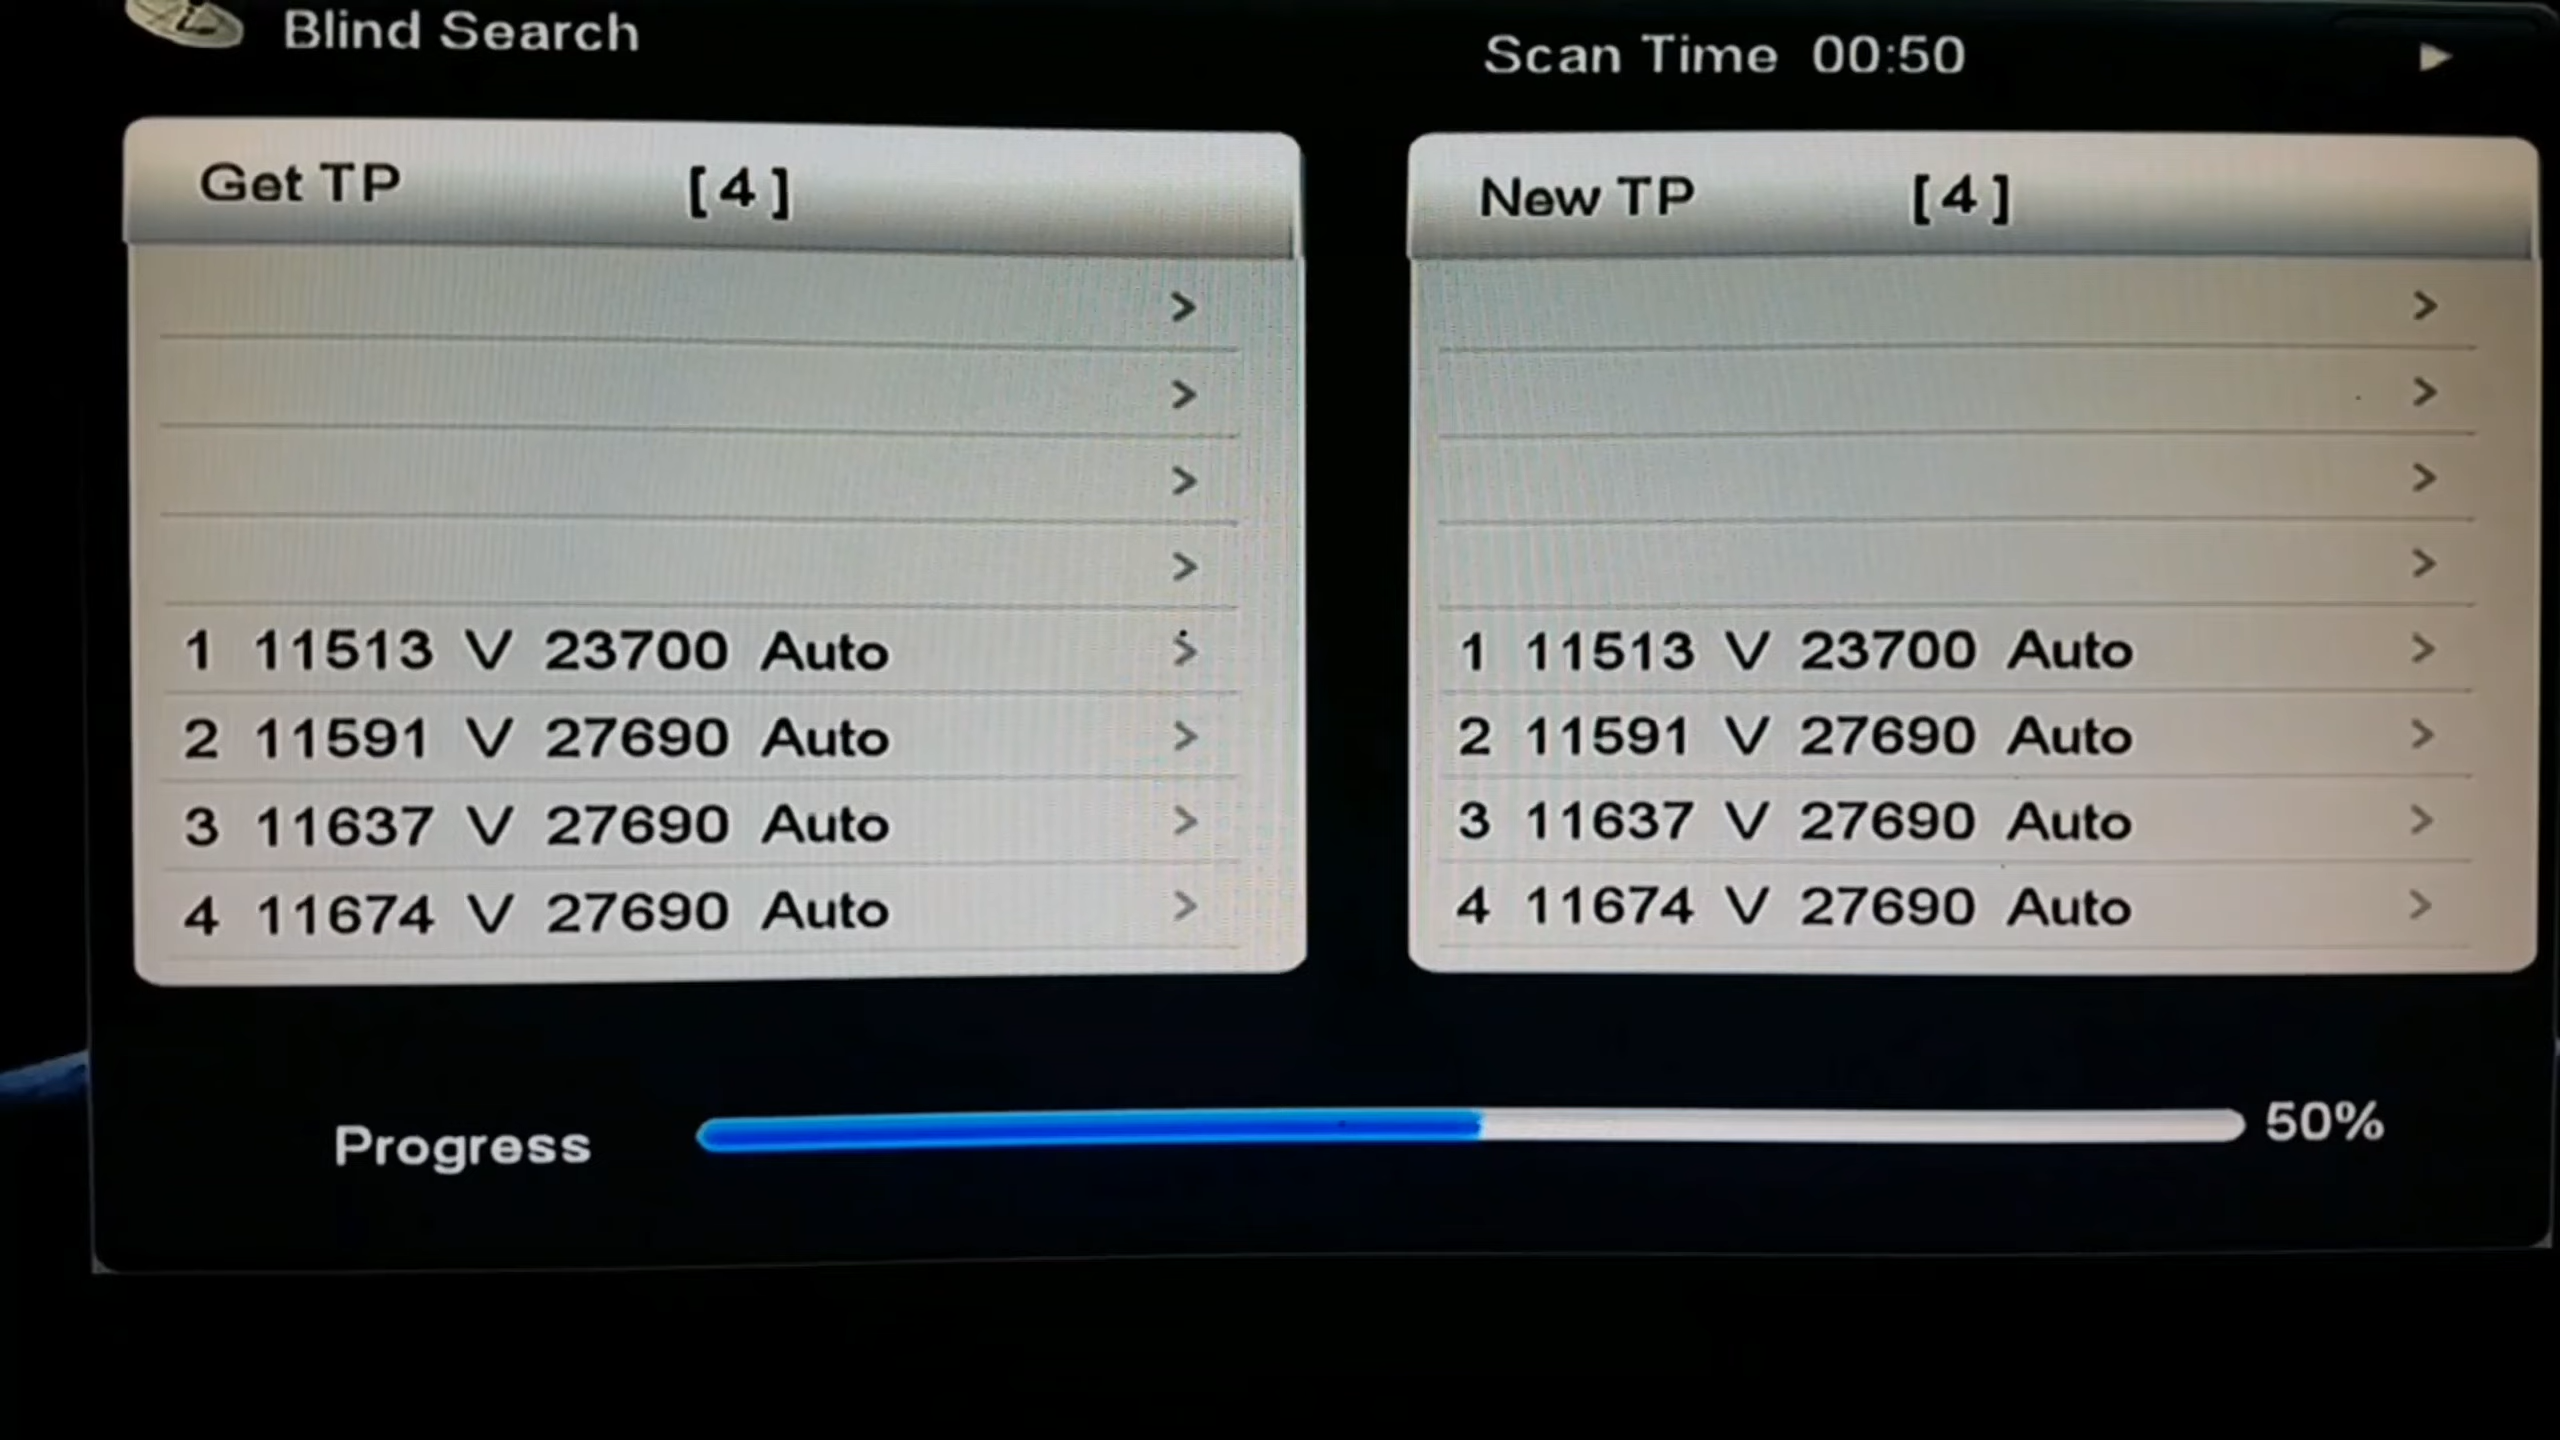 Blind Search
Scan Time 00:50
Get TP [4]
1 11513 V 23700 Auto
2 11591 V 27690 Auto
3 11637 V 27690 Auto
4 11674 V 27690 Auto
New TP [4]
1 11513 V 23700 Auto
2 11591 V 27690 Auto
3 11637 V 27690 Auto
4 11674 V 27690 Auto
Progress 50%